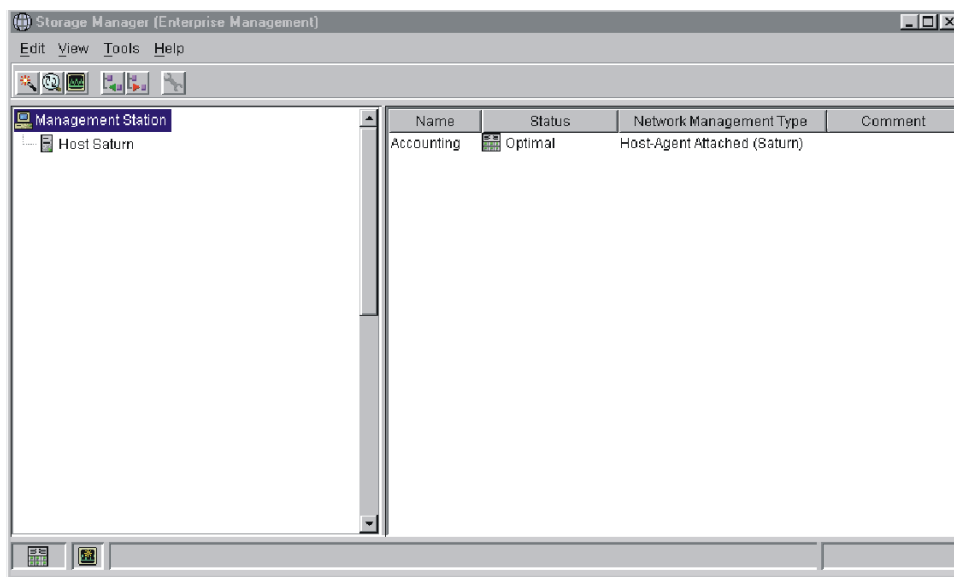 Storage Manager (Enterprise Management)
Edit View Tools Help
Management Station
Host Saturn
Name Status Network Management Type Comment
Accounting Optimal Host-Agent Attached (Saturn)